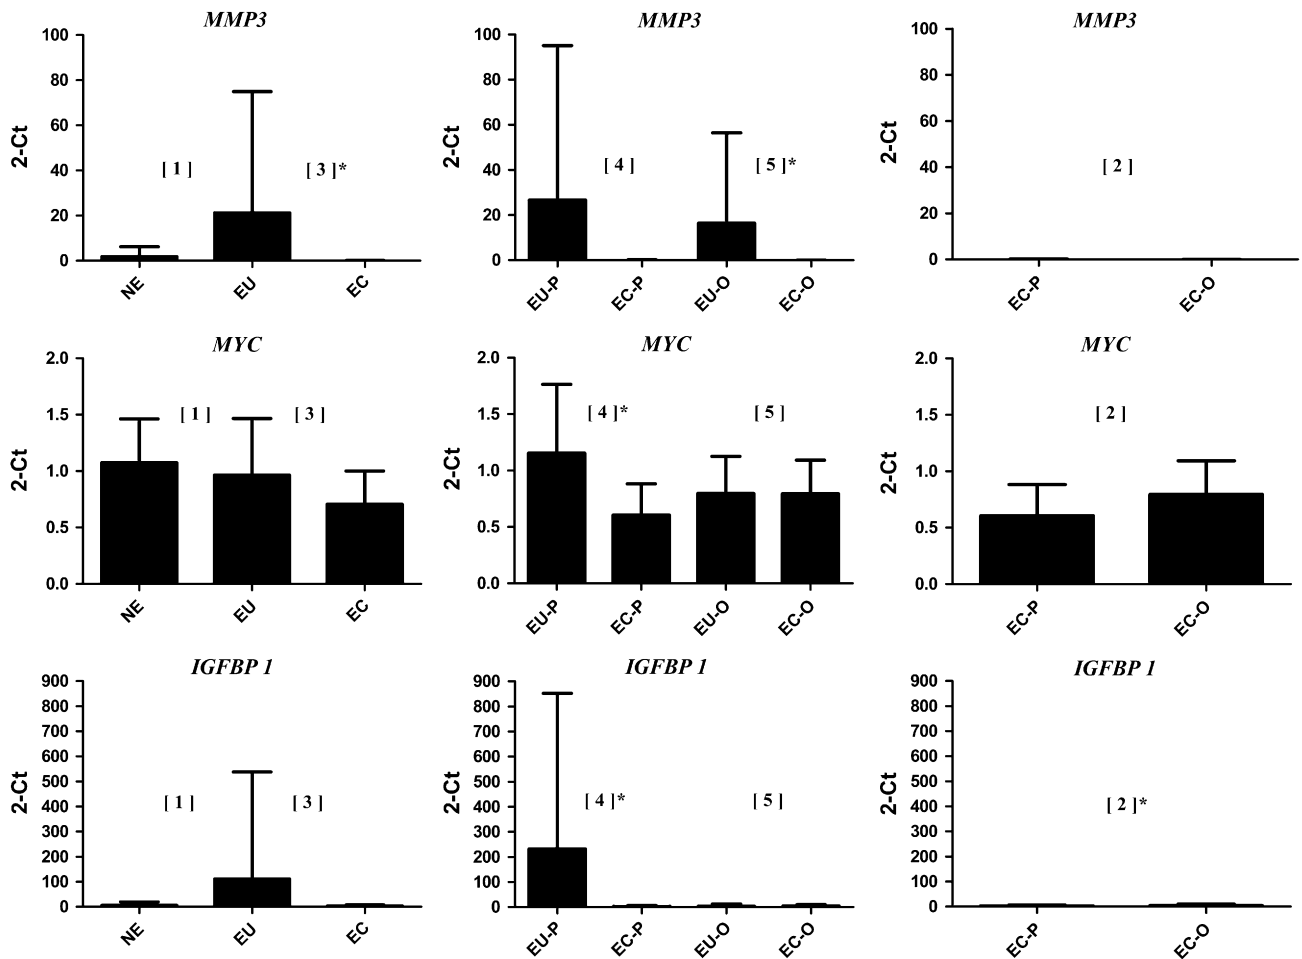 MMP3
100
80
60
40
20
0
2-Ct
[ 1 ]
[ 3 ]*
NE
EU
EC
MMP3
100
80
60
40
20
0
2-Ct
[ 4 ]
[ 5 ]*
EU-P
EC-P
EU-O
EC-O
MMP3
100
80
60
40
20
0
2-Ct
[ 2 ]
EC-P
EC-O
MYC
2.0
1.5
1.0
0.5
0.0
2-Ct
[ 1 ]
[ 3 ]
NE
EU
EC
MYC
2.0
1.5
1.0
0.5
0.0
2-Ct
[ 4 ]*
[ 5 ]
EU-P
EC-P
EU-O
EC-O
MYC
2.0
1.5
1.0
0.5
0.0
2-Ct
[ 2 ]
EC-P
EC-O
IGFBP 1
900
800
700
600
500
400
300
200
100
0
2-Ct
[ 1 ]
[ 3 ]
NE
EU
EC
IGFBP 1
900
800
700
600
500
400
300
200
100
0
2-Ct
[ 4 ]*
[ 5 ]
EU-P
EC-P
EU-O
EC-O
IGFBP 1
900
800
700
600
500
400
300
200
100
0
2-Ct
[ 2 ]*
EC-P
EC-O